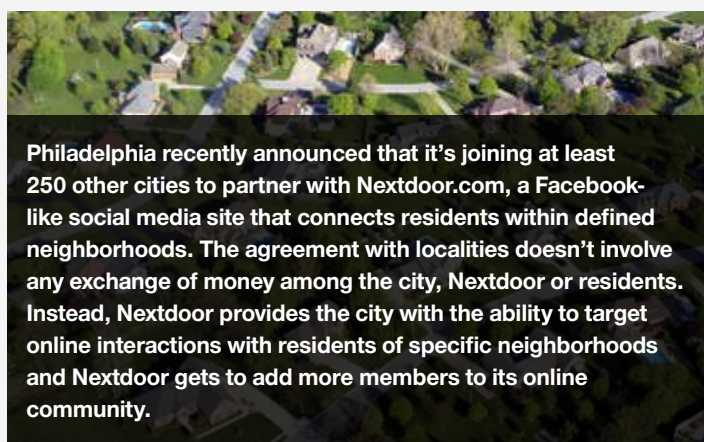 Philadelphia recently announced that it’s joining at least
250 other cities to partner with Nextdoor.com, a Facebook-
like social media site that connects residents within defined
neighborhoods. The agreement with localities doesn’t involve
any exchange of money among the city, Nextdoor or residents.
Instead, Nextdoor provides the city with the ability to target
online interactions with residents of specific neighborhoods
and Nextdoor gets to add more members to its online
community.